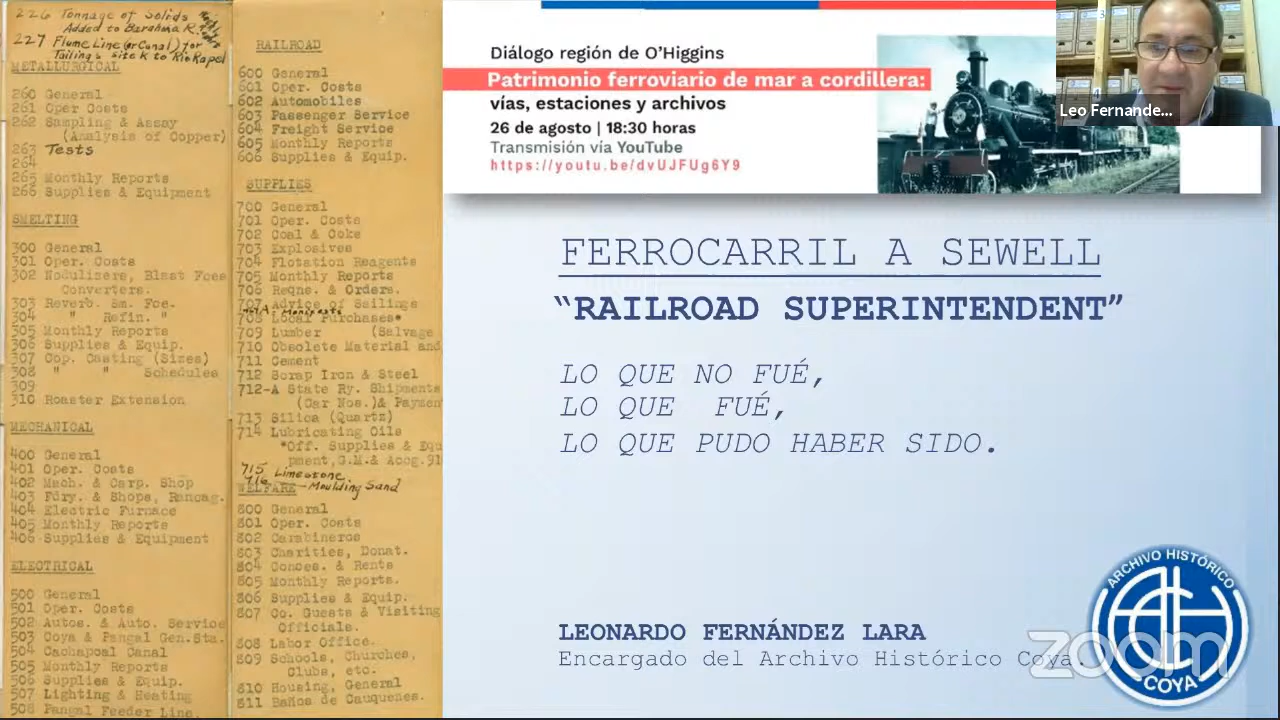 226 Tonnage of Solids
Added to Barahona R.
227 Flume Line (or Canal) for
Tailings site K to Rio Rapel
METALLURGICAL
260 General
261 Oper Costs
262 Sampling & Assay
(Analysis of Copper)
263 Tests
264
265 Monthly Reports
266 Supplies & Equipment
SMELTING
300 General
301 Oper. Costs
302 Nodulizers, Blast Fces
Converters.
303 Reverb. Sm. Fce.
304 " Refin. "
305 Monthly Reports
306 Supplies & Equip.
307 Cop. Casting (Sizes)
308 " " Schedules
309
310 Roaster Extension
MECHANICAL
400 General
401 Oper. Costs
402 Mach. & Carp. Shop
403 Fdry. & Shops, Rancag.
404 Electric Furnace
405 Monthly Reports
406 Supplies & Equipment
ELECTRICAL
500 General
501 Oper. Costs
502 Autos. & Auto. Service
503 Coya & Pangal Gen. Sta.
504 Cachapoal Canal
505 Monthly Reports
506 Supplies & Equip.
507 Lighting & Heating
508 Pangal Feeder Line.
RAILROAD
600 General
601 Oper. Costs
602 Automobiles
603 Passenger Service
604 Freight Service
605 Monthly Reports
606 Supplies & Equip.
SUPPLIES
700 General
701 Oper. Costs
702 Coal & Coke
703 Explosives
704 Flotation Reagents
705 Monthly Reports
706 Reqns. & Orders.
707 Advice of Sailings
708 Local Purchases*
709 Lumber (Salvage
710 Obsolete Material and
711 Cement
712 Scrap Iron & Steel
712-A State Ry. Shipments
(Car Nos.)& Paymen
713 Silica (Quartz)
714 Lubricating Oils
*Off. Supplies & Equ
pment,G.M.& Accg.91
715 Limestone
716 - Moulding Sand
WELFARE
800 General
801 Oper. Costs
802 Carabineros
803 Charities, Donat.
804 Conces. & Rents
805 Monthly Reports.
806 Supplies & Equip.
807 Co. Guests & Visiting
Officials.
808 Labor Office.
809 Schools, Churches,
Clubs, etc.
810 Housing, General
811 Baños de Cauquenes.
Diálogo región de O’Higgins
Patrimonio ferroviario de mar a cordillera:
vías, estaciones y archivos
26 de agosto | 18:30 horas
Transmisión vía YouTube
https://youtu.be/dvUJFUg6Y9
Leo Fernande...
FERROCARRIL A SEWELL
“RAILROAD SUPERINTENDENT”
LO QUE NO FUÉ,
LO QUE FUÉ,
LO QUE PUDO HABER SIDO.
LEONARDO FERNÁNDEZ LARA
Encargado del Archivo Histórico Coya.
ARCHIVO HISTÓRICO
COYA
zoom